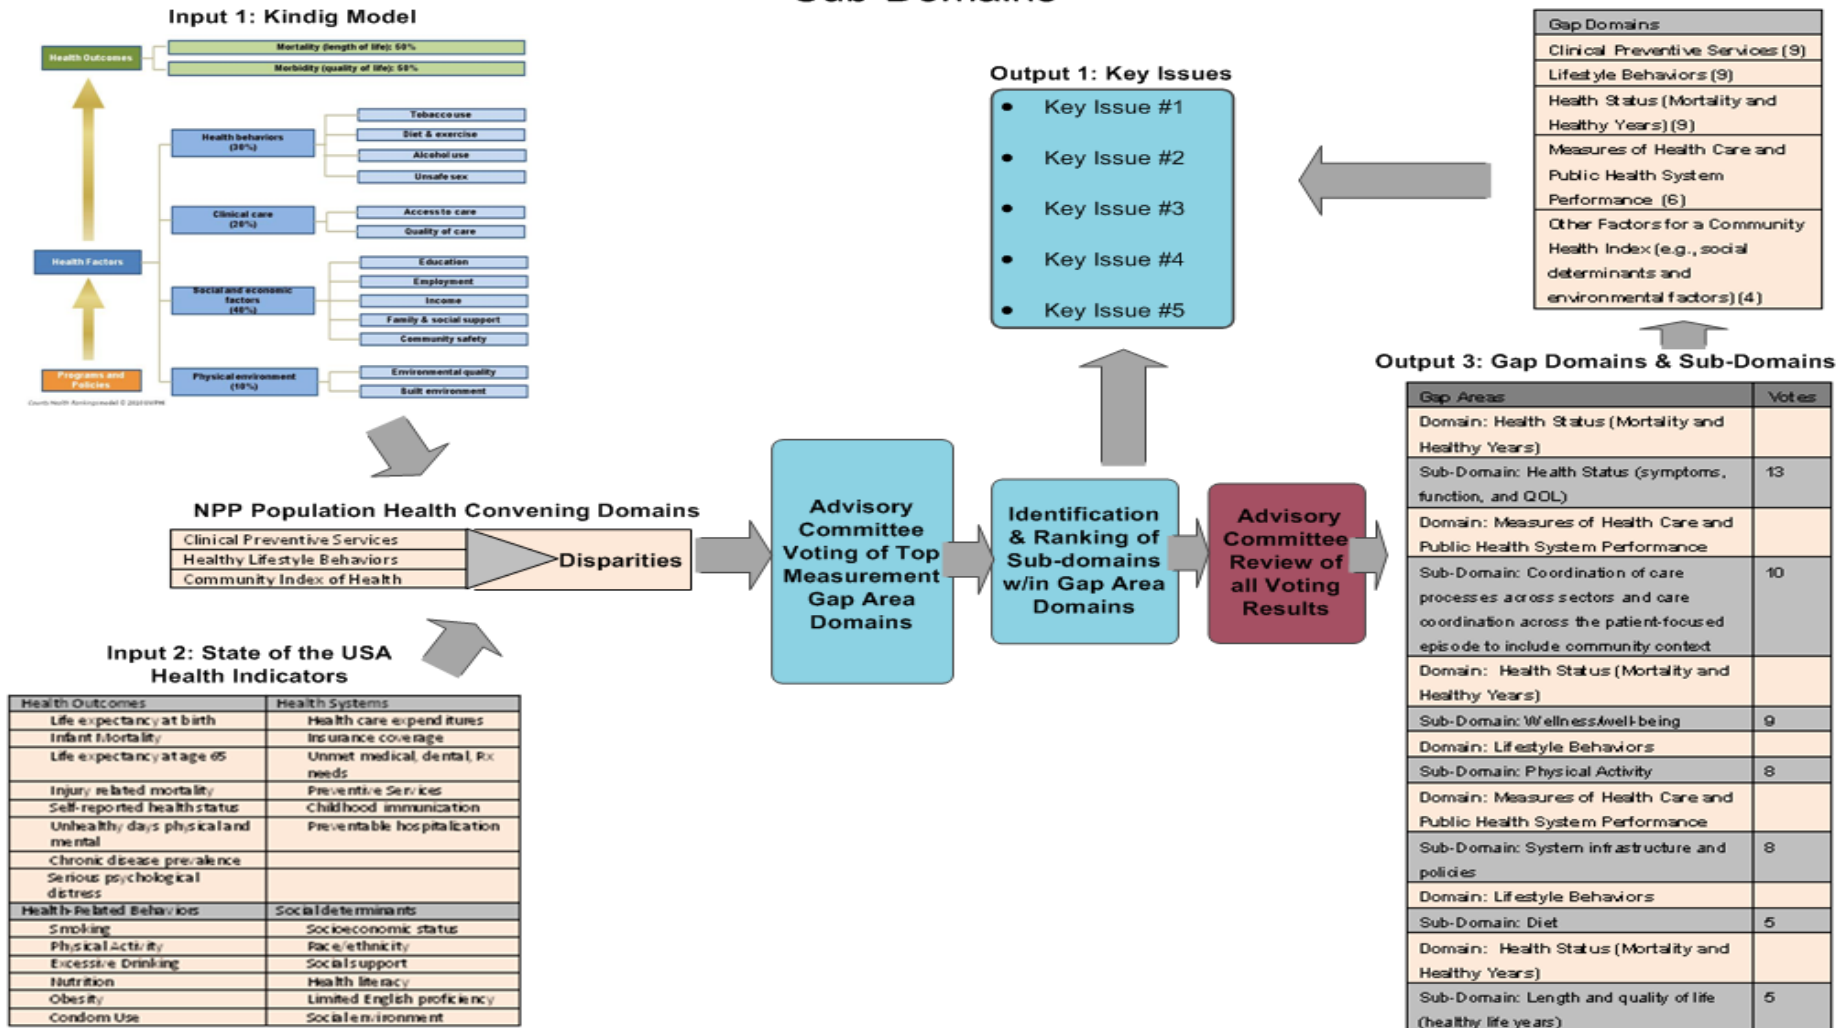 Sub-Domains
Input 1: Kindig Model
Health Outcomes
Mortality (length of life): 50%
Morbidity (quality of life): 50%
Health behaviors
(30%)
Tobacco use
Diet & exercise
Alcohol use
Unsafe sex
Clinical care
(20%)
Access to care
Quality of care
Health Factors
Social and economic
factors
(40%)
Education
Employment
Income
Family & social support
Community safety
Programs and
Policies
Physical environment
(10%)
Environmental quality
Built environment
County Health Rankings model © 2010 UWPHI
NPP Population Health Convening Domains
Clinical Preventive Services
Healthy Lifestyle Behaviors
Community Index of Health
Disparities
Input 2: State of the USA
Health Indicators
Health Outcomes Health Systems
Life expectancy at birth Health care expenditures
Infant Mortality Insurance coverage
Life expectancy at age 65 Unmet medical, dental, Rx
needs
Injury related mortality Preventive Services
Self-reported health status Childhood immunization
Unhealthy days physical and Preventable hospitalization
mental
Chronic disease prevalence
Serious psychological
distress
Health-Related Behaviors Social determinants
Smoking Socioeconomic status
Physical Activity Race/ethnicity
Excessive Drinking Social support
Nutrition Health literacy
Obesity Limited English proficiency
Condom Use Social environment
Advisory
Committee
Voting of Top
Measurement
Gap Area
Domains
Identification
& Ranking of
Sub-domains
w/in Gap Area
Domains
Advisory
Committee
Review of
all Voting
Results
Output 1: Key Issues
• Key Issue #1
• Key Issue #2
• Key Issue #3
• Key Issue #4
• Key Issue #5
Gap Domains
Clinical Preventive Services (9)
Lifestyle Behaviors (9)
Health Status (Mortality and
Healthy Years) (9)
Measures of Health Care and
Public Health System
Performance (6)
Other Factors for a Community
Health Index (e.g., social
determinants and
environmental factors) (4)
Output 3: Gap Domains & Sub-Domains
Gap Areas Votes
Domain: Health Status (Mortality and
Healthy Years)
Sub-Domain: Health Status (symptoms, 13
function, and QOL)
Domain: Measures of Health Care and
Public Health System Performance
Sub-Domain: Coordination of care 10
processes across sectors and care
coordination across the patient-focused
episode to include community context
Domain: Health Status (Mortality and
Healthy Years)
Sub-Domain: Wellness/well-being 9
Domain: Lifestyle Behaviors
Sub-Domain: Physical Activity 8
Domain: Measures of Health Care and
Public Health System Performance
Sub-Domain: System infrastructure and 8
policies
Domain: Lifestyle Behaviors
Sub-Domain: Diet 5
Domain: Health Status (Mortality and
Healthy Years)
Sub-Domain: Length and quality of life 5
(healthy life years)